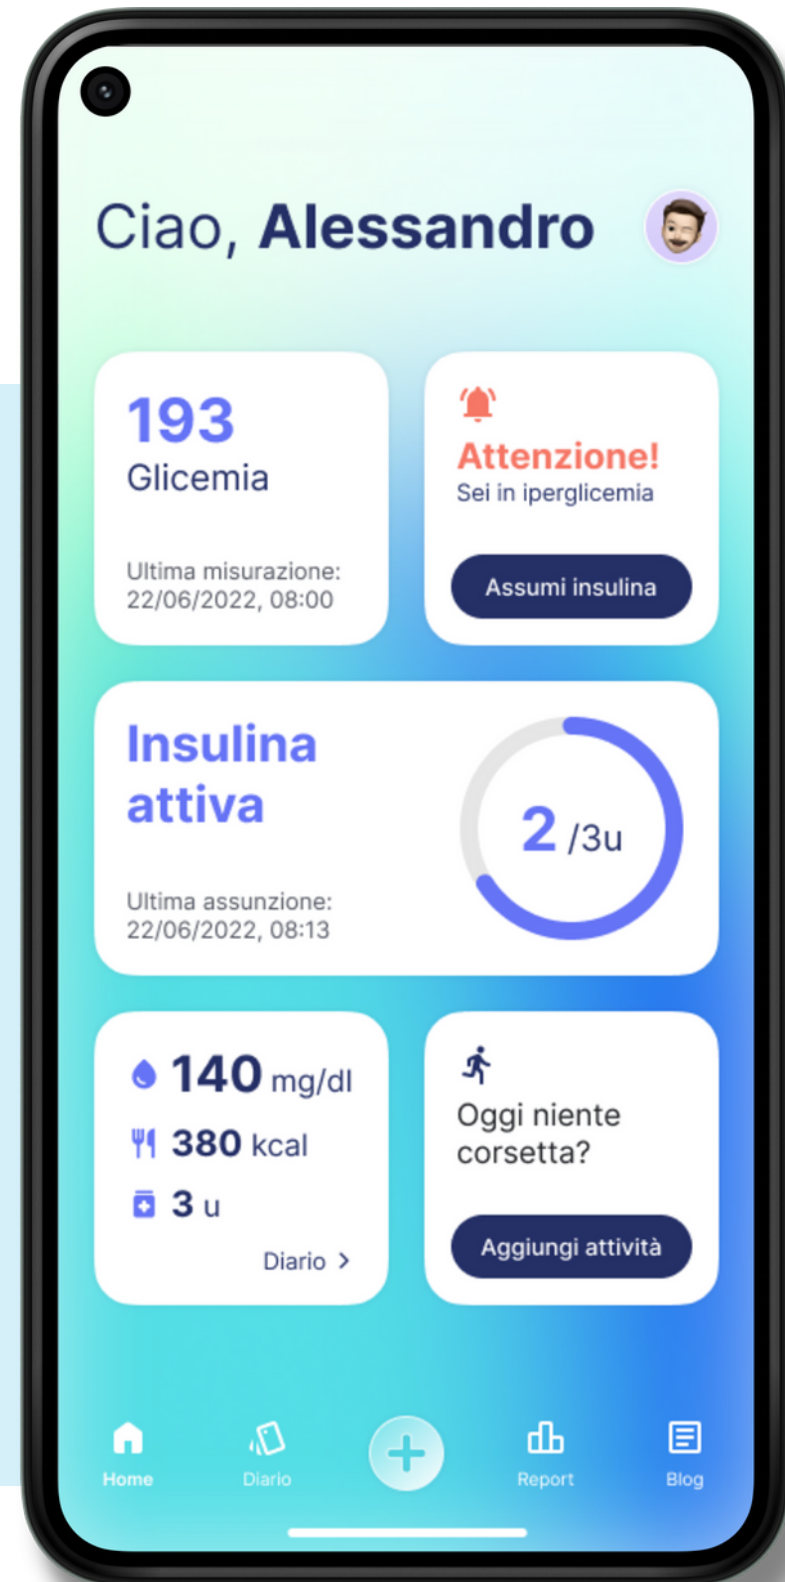 Ciao, Alessandro
193
Glicemia
Ultima misurazione:
22/06/2022, 08:00
Attenzione!
Sei in iperglicemia
Assumi insulina
Insulina
attiva
Ultima assunzione:
22/06/2022, 08:13
2 /3u
140 mg/dl
380 kcal
3 u
Diario >
Oggi niente
corsetta?
Aggiungi attività
Home
Diario
Report
Blog